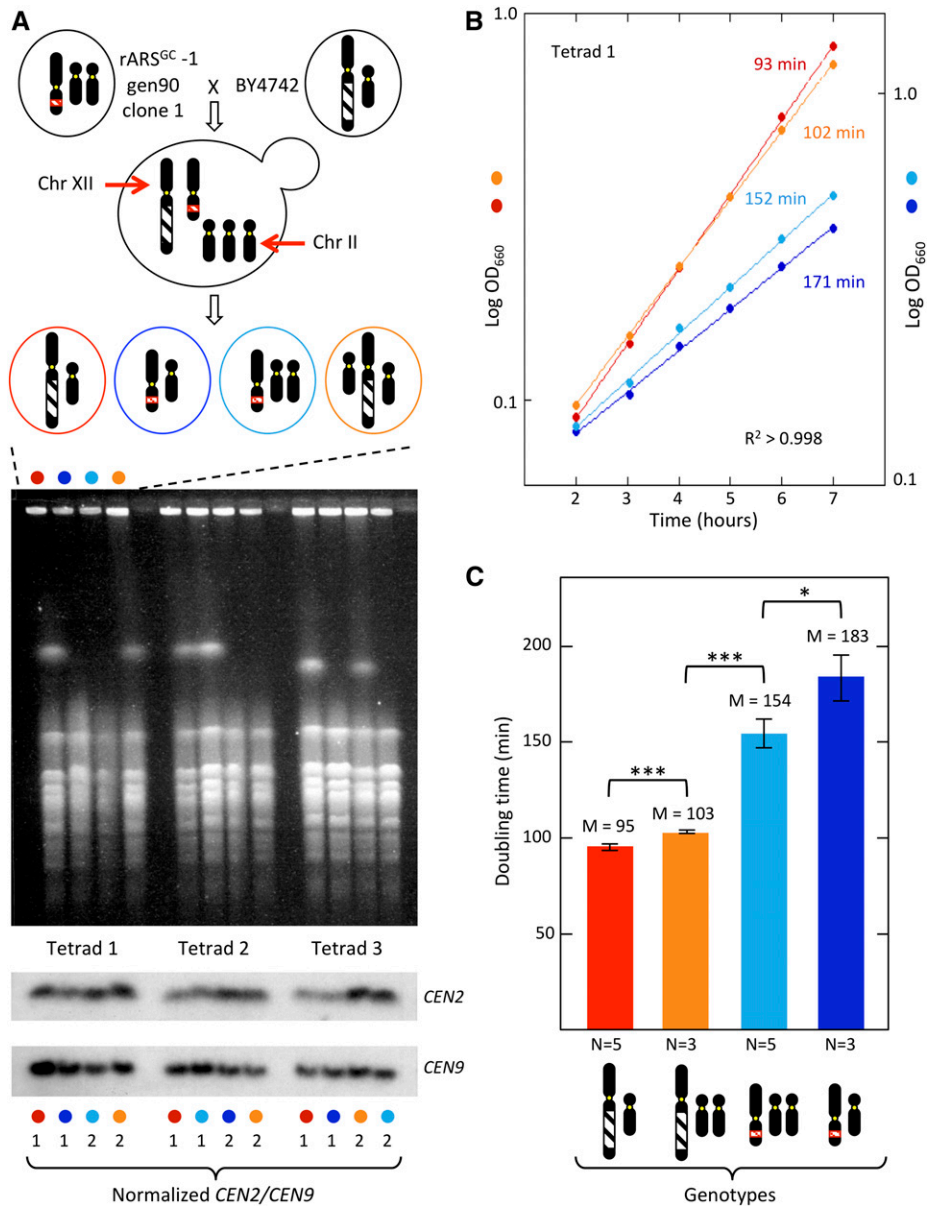 A
rARS^GC -1
gen90
clone 1
X
BY4742
Chr XII
Chr II
Tetrad 1
Tetrad 2
Tetrad 3
CEN2
CEN9
1 1 2 2
1 1 2 2
1 1 2 2
Normalized CEN2/CEN9
B
1.0
Tetrad 1
93 min
1.0
102 min
152 min
171 min
Log OD₆₆₀
Log OD₆₆₀
0.1
R² > 0.998
0.1
2 3 4 5 6 7
Time (hours)
C
*
M = 183
200
***
M = 154
150
***
M = 103
M = 95
100
50
Doubling time (min)
N=5 N=3 N=5 N=3
Genotypes